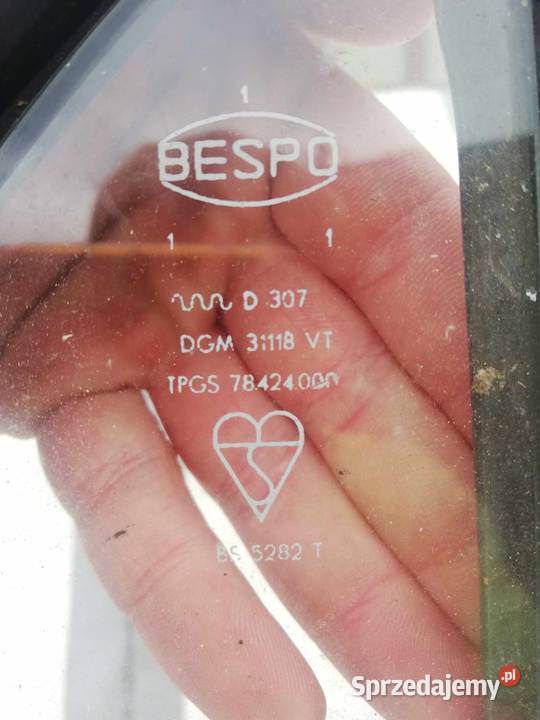 1
BESPO
1 1
D 307
DGM 31118 VT
TPGS 78.424.000
BS 5282 T
Sprzedajemy.pl